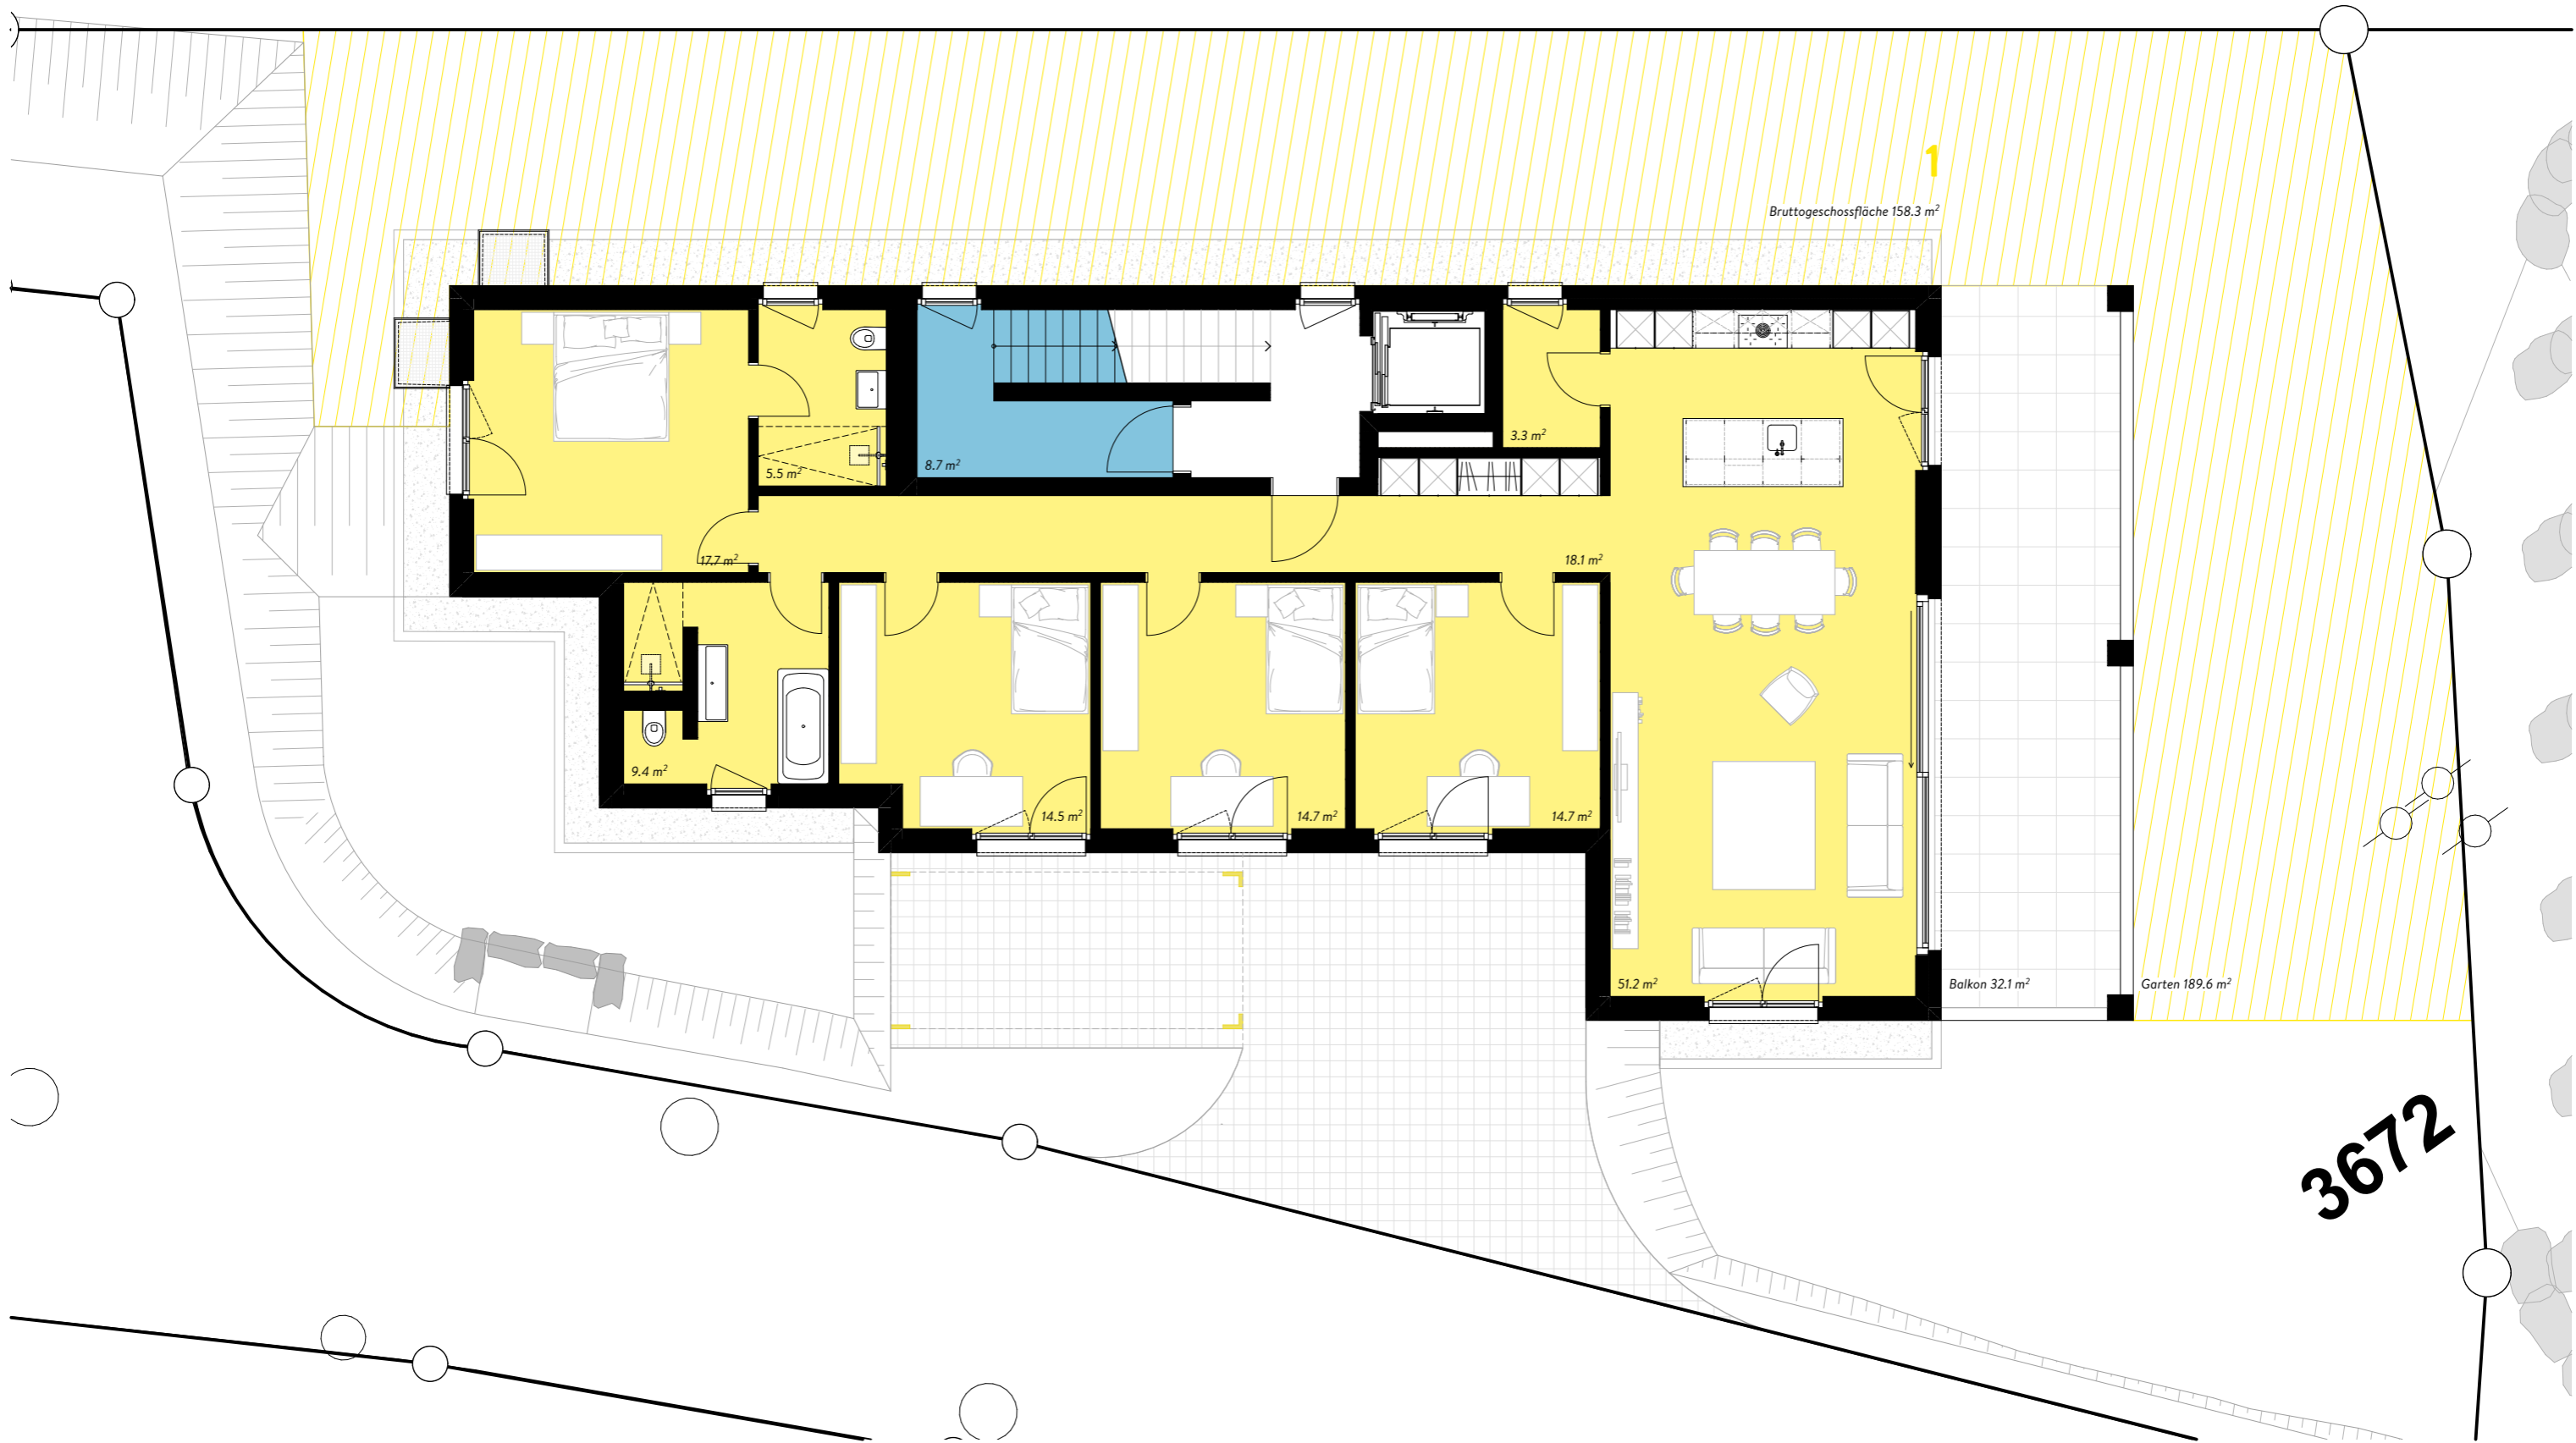 1
Bruttogeschossfläche 158.3 m²
5.5 m²
8.7 m²
3.3 m²
17.7 m²
18.1 m²
9.4 m²
14.5 m²
14.7 m²
14.7 m²
51.2 m²
Balkon 32.1 m²
Garten 189.6 m²
3672